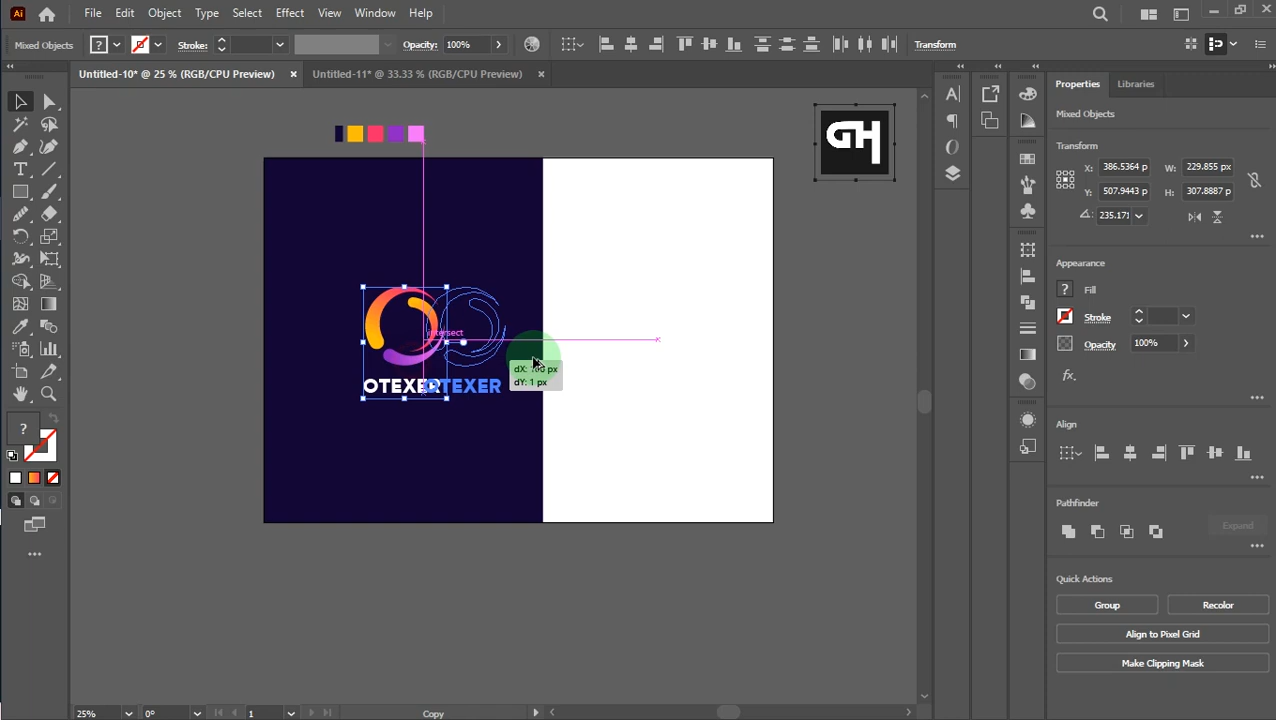 Ai File Edit Object Type Select Effect View Window Help
Mixed Objects ? Stroke: Opacity: 100% Transform
Untitled-10* @ 25 % (RGB/CPU Preview) × Untitled-11* @ 33.33 % (RGB/CPU Preview) ×
Properties Libraries
Mixed Objects
Transform
X: 386.5364 p W: 229.855 px
Y: 507.9443 p H: 307.8887 p
235.171
Appearance
? Fill
Stroke
Opacity 100%
fx.
Align
Pathfinder
Expand
Quick Actions
Group Recolor
Align to Pixel Grid
Make Clipping Mask
GH
intersect
dY: 1 px
OTEXER
?
25% 0° 1 Copy